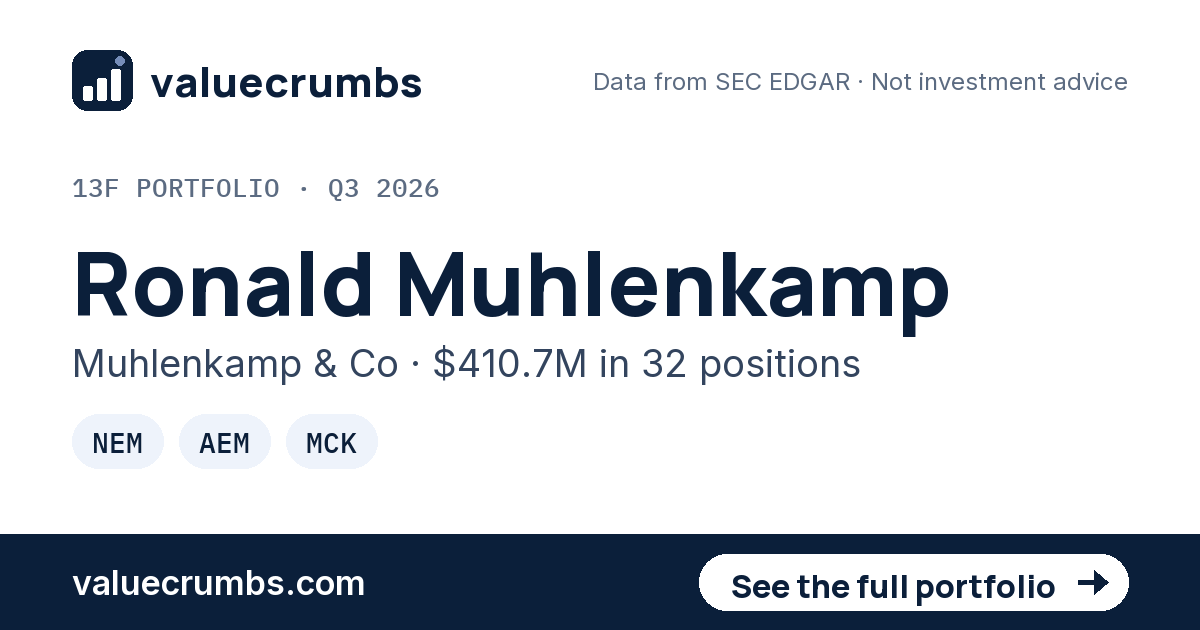 valuecrumbs
Data from SEC EDGAR · Not investment advice
13F PORTFOLIO · Q3 2026
Ronald Muhlenkamp
Muhlenkamp & Co · $410.7M in 32 positions
NEM AEM MCK
valuecrumbs.com
See the full portfolio →